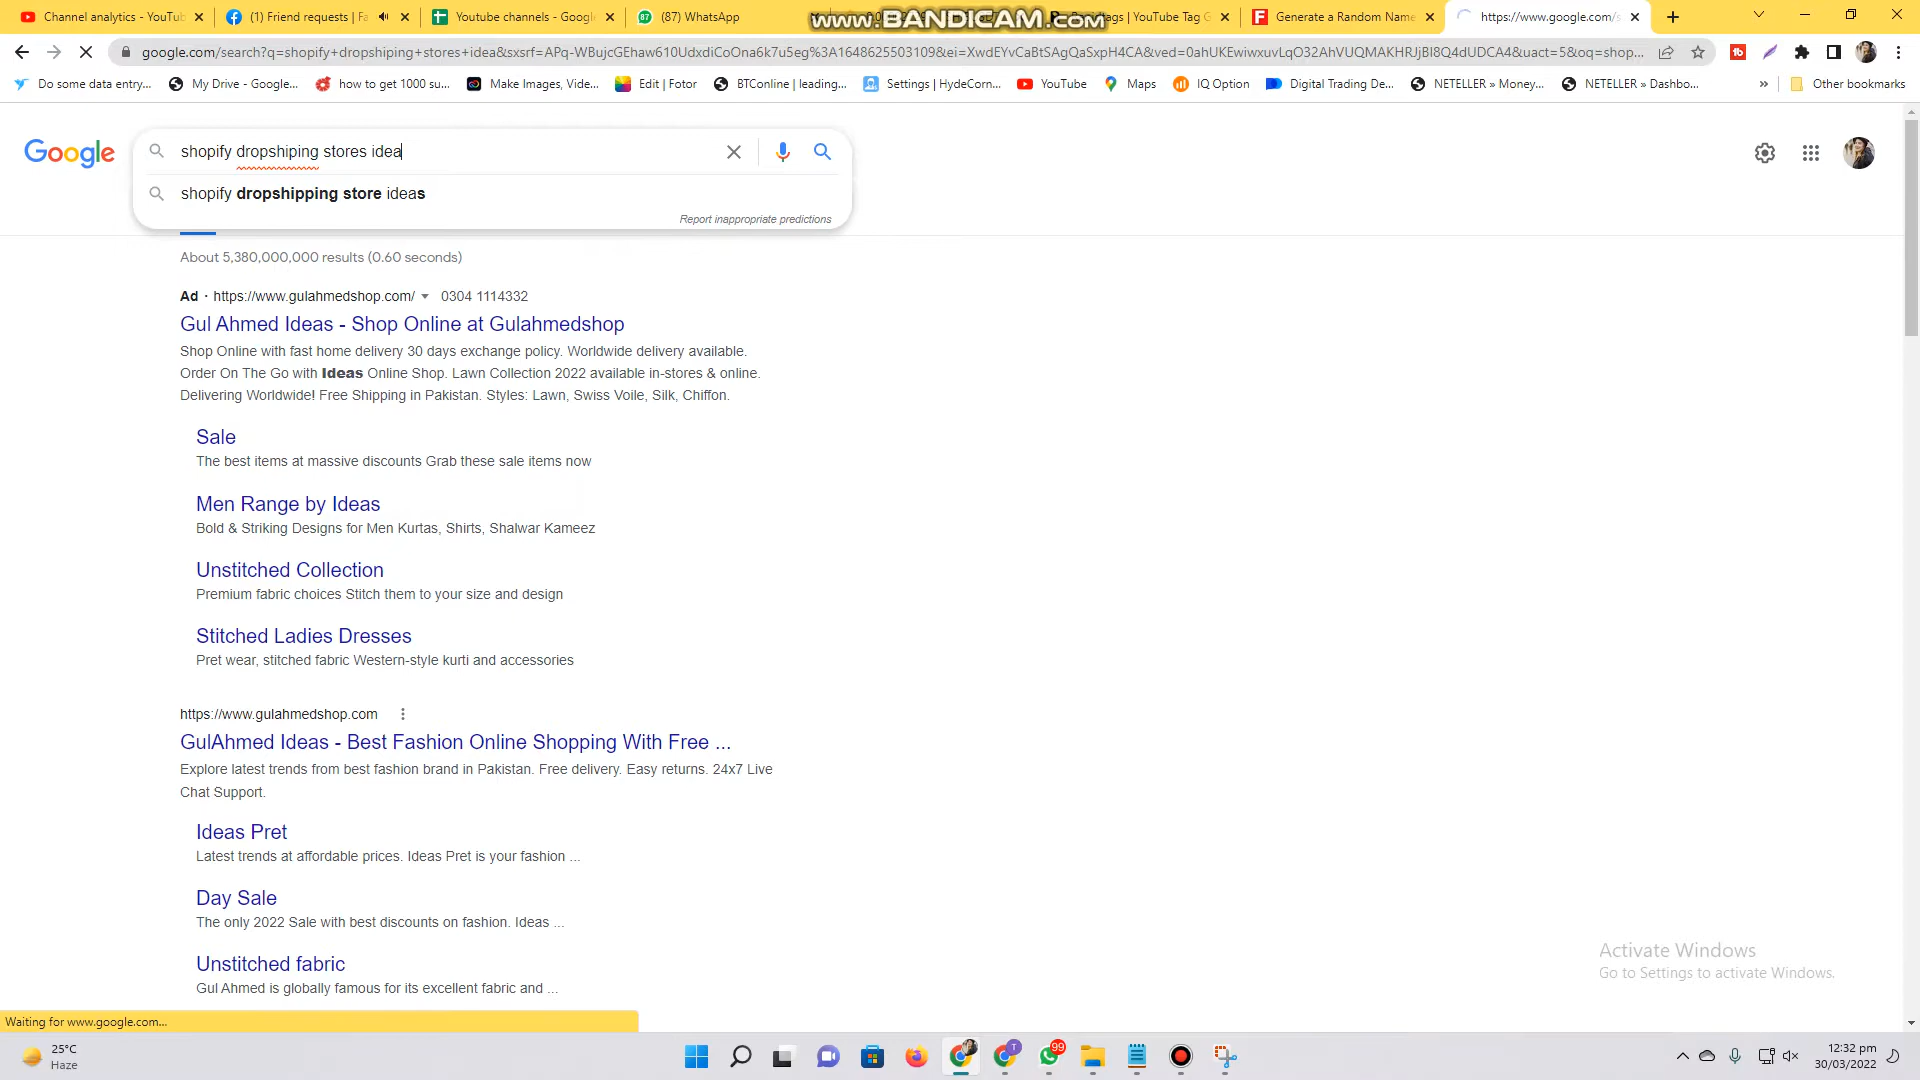 Channel analytics - YouTub
(1) Friend requests | Fa
Youtube channels - Googl
(87) WhatsApp
www.BANDICAM.com
Tags | YouTube Tag G
Generate a Random Name
https://www.google.com/s
google.com/search?q=shopify+dropshiping+stores+idea&sxsrf=APq-WBujcGEhaw610UdxdiCoOna6k7u5eg%3A1648625503109&ei=XwdEYvCaBtSAgQaSxpH4CA&ved=0ahUKEwiwxuvLqO32AhVUQMAKHRJjBI8Q4dUDCA4&uact=5&oq=shop...
Do some data entry...
My Drive - Google...
how to get 1000 su...
Make Images, Vide...
Edit | Fotor
BTConline | leading...
Settings | HydeCorn...
YouTube
Maps
IQ Option
Digital Trading De...
NETELLER » Money...
NETELLER » Dashbo...
»
Other bookmarks
Google
shopify dropshiping stores idea
shopify dropshipping store ideas
Report inappropriate predictions
About 5,380,000,000 results (0.60 seconds)
Ad · https://www.gulahmedshop.com/ 0304 1114332
Gul Ahmed Ideas - Shop Online at Gulahmedshop
Shop Online with fast home delivery 30 days exchange policy. Worldwide delivery available.
Order On The Go with Ideas Online Shop. Lawn Collection 2022 available in-stores & online.
Delivering Worldwide! Free Shipping in Pakistan. Styles: Lawn, Swiss Voile, Silk, Chiffon.
Sale
The best items at massive discounts Grab these sale items now
Men Range by Ideas
Bold & Striking Designs for Men Kurtas, Shirts, Shalwar Kameez
Unstitched Collection
Premium fabric choices Stitch them to your size and design
Stitched Ladies Dresses
Pret wear, stitched fabric Western-style kurti and accessories
https://www.gulahmedshop.com
GulAhmed Ideas - Best Fashion Online Shopping With Free ...
Explore latest trends from best fashion brand in Pakistan. Free delivery. Easy returns. 24x7 Live
Chat Support.
Ideas Pret
Latest trends at affordable prices. Ideas Pret is your fashion ...
Day Sale
The only 2022 Sale with best discounts on fashion. Ideas ...
Unstitched fabric
Gul Ahmed is globally famous for its excellent fabric and ...
Activate Windows
Go to Settings to activate Windows.
Waiting for www.google.com...
25°C
Haze
T
99
12:32 pm
30/03/2022